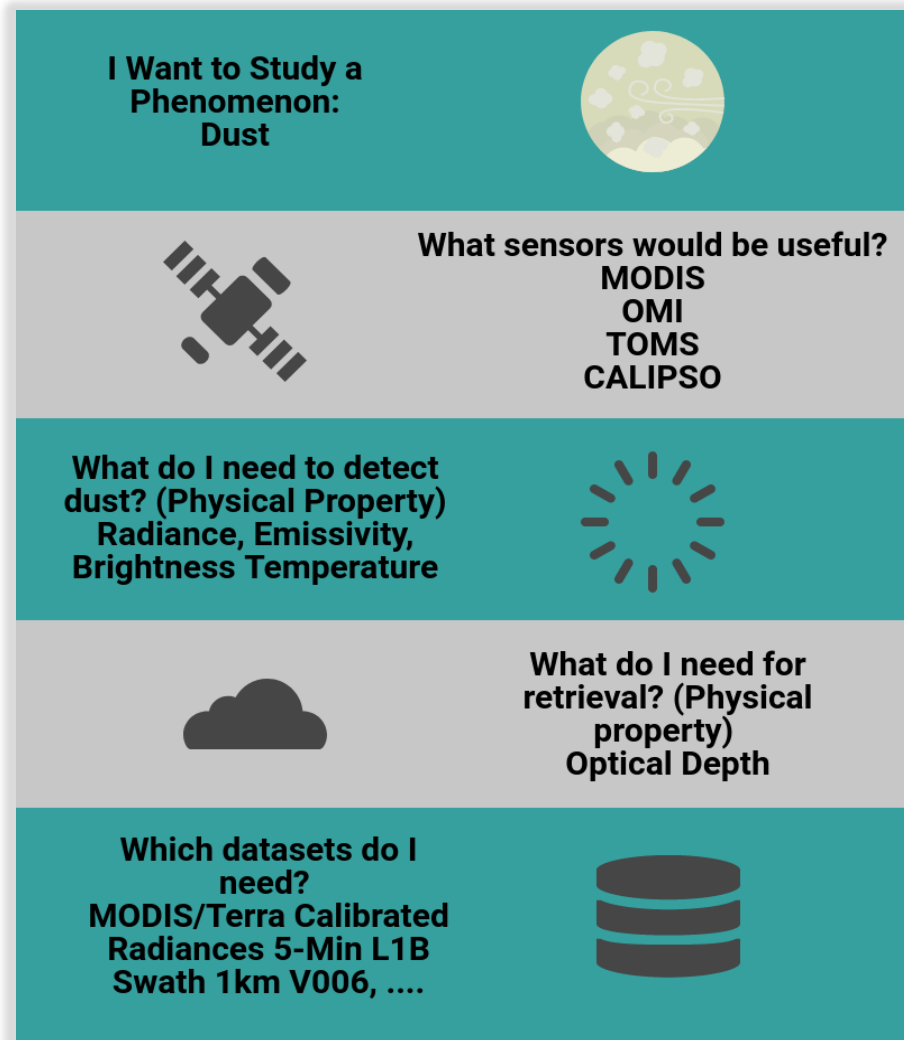 I Want to Study a
Phenomenon:
Dust
What sensors would be useful?
MODIS
OMI
TOMS
CALIPSO
What do I need to detect
dust? (Physical Property)
Radiance, Emissivity,
Brightness Temperature
What do I need for
retrieval? (Physical
property)
Optical Depth
Which datasets do I
need?
MODIS/Terra Calibrated
Radiances 5-Min L1B
Swath 1km V006, ....